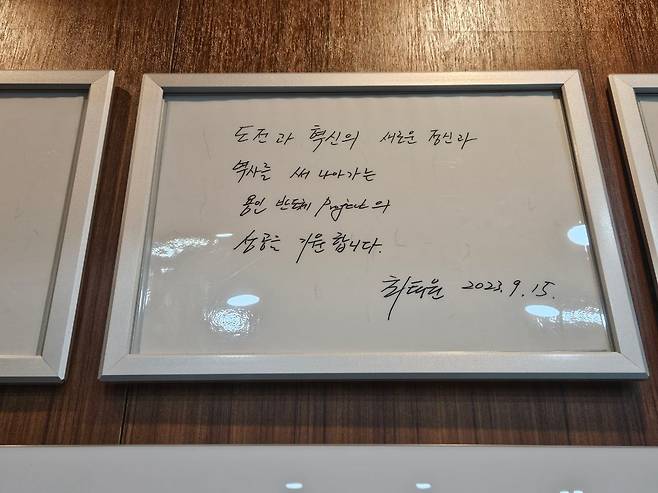 도전과 혁신의 새로운 정신과
역사를 써 나아가는
용인 반도체 Project의
성공을 기원합니다.
최태원 2023.9.15.